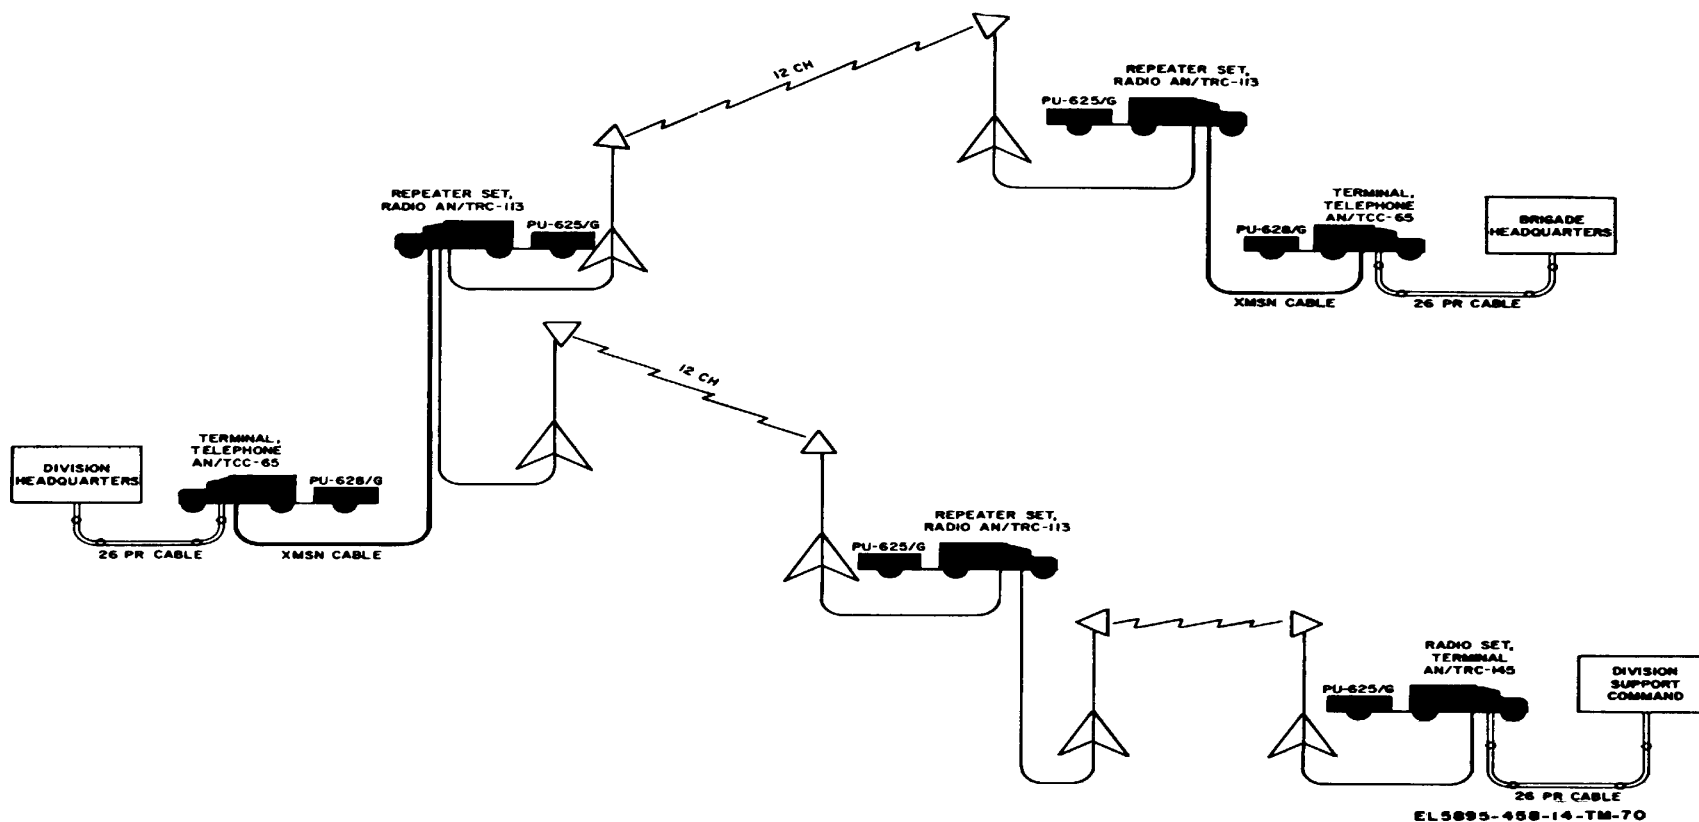 12 CH
REPEATER SET,
RADIO AN/TRC-113
PU-625/G
REPEATER SET,
RADIO AN/TRC-113
PU-625/G
TERMINAL,
TELEPHONE
AN/TCC-65
PU-628/G
BRIGADE
HEADQUARTERS
XMSN CABLE
26 PR CABLE
12 CH
TERMINAL,
TELEPHONE
AN/TCC-65
PU-628/G
DIVISION
HEADQUARTERS
26 PR CABLE
XMSN CABLE
REPEATER SET,
RADIO AN/TRC-113
PU-625/G
RADIO SET,
TERMINAL
AN/TRC-145
PU-625/G
DIVISION
SUPPORT
COMMAND
26 PR CABLE
EL5895-458-14-TM-70